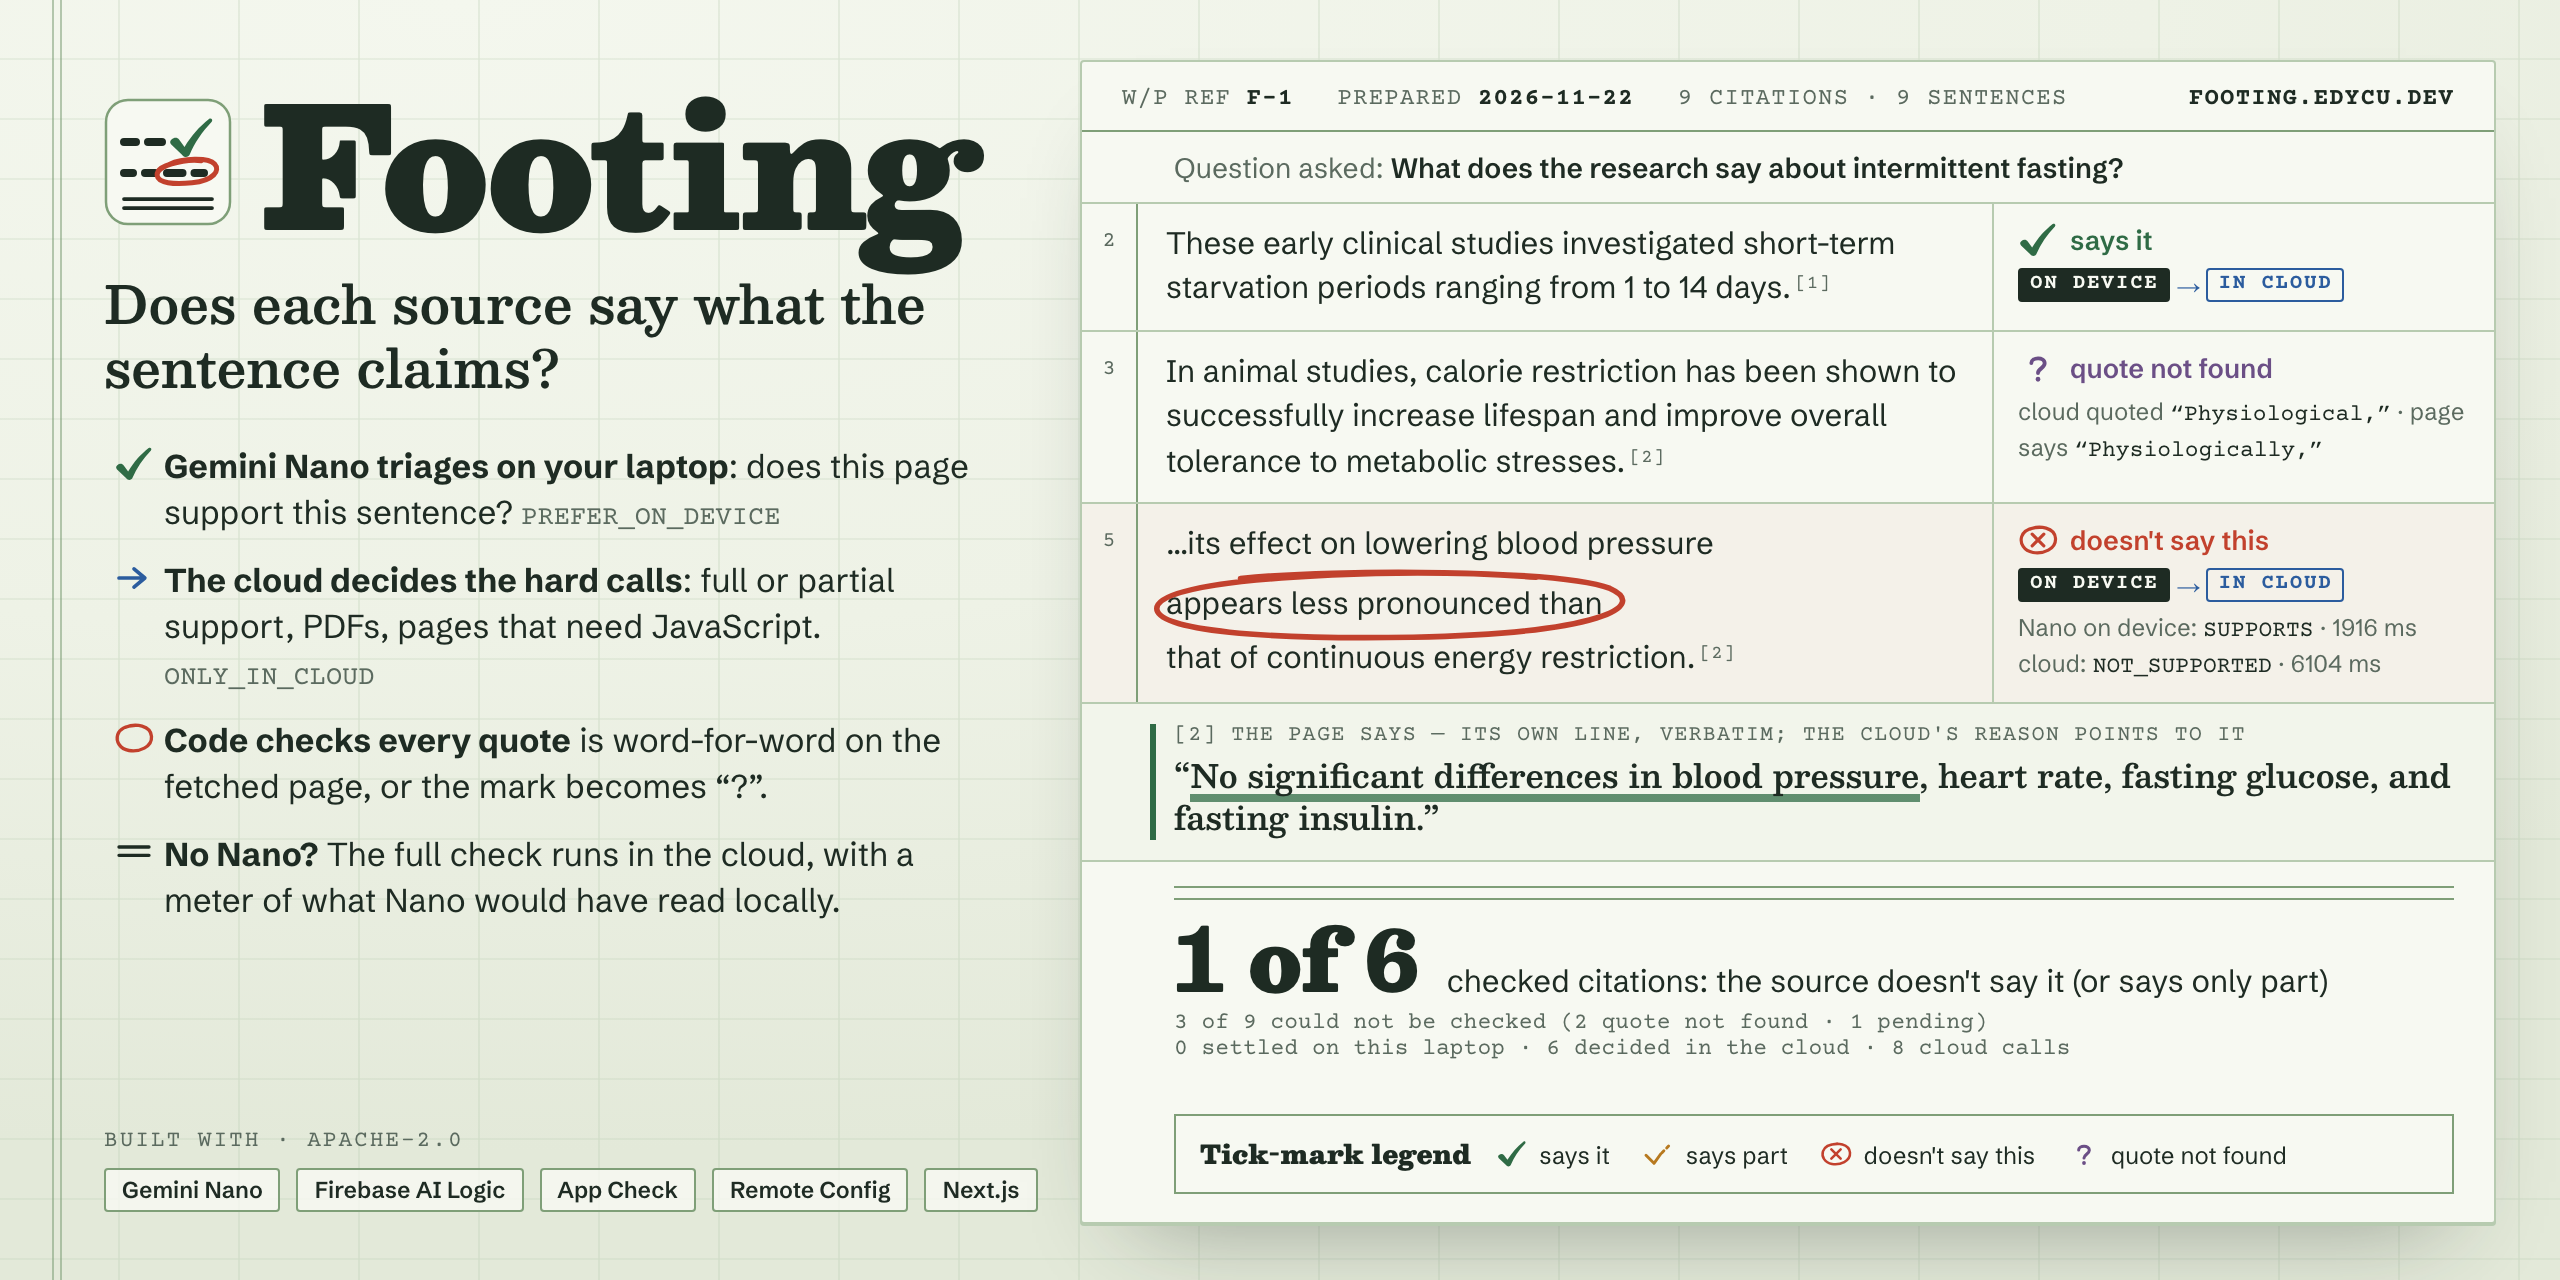 Footing
Does each source say what the
sentence claims?
Gemini Nano triages on your laptop: does this page
support this sentence? PREFER_ON_DEVICE
The cloud decides the hard calls: full or partial
support, PDFs, pages that need JavaScript.
ONLY_IN_CLOUD
Code checks every quote is word-for-word on the
fetched page, or the mark becomes “?”.
No Nano? The full check runs in the cloud, with a
meter of what Nano would have read locally.
BUILT WITH · APACHE-2.0
Gemini Nano Firebase AI Logic App Check Remote Config Next.js
W/P REF F-1 PREPARED 2026-11-22 9 CITATIONS · 9 SENTENCES FOOTING.EDYCU.DEV
Question asked: What does the research say about intermittent fasting?
2
These early clinical studies investigated short-term
starvation periods ranging from 1 to 14 days. [1]
says it
ON DEVICE → IN CLOUD
3
In animal studies, calorie restriction has been shown to
successfully increase lifespan and improve overall
tolerance to metabolic stresses. [2]
? quote not found
cloud quoted “Physiological,” · page
says “Physiologically,”
5
…its effect on lowering blood pressure
appears less pronounced than
that of continuous energy restriction. [2]
doesn't say this
ON DEVICE → IN CLOUD
Nano on device: SUPPORTS · 1916 ms
cloud: NOT_SUPPORTED · 6104 ms
[2] THE PAGE SAYS — ITS OWN LINE, VERBATIM; THE CLOUD'S REASON POINTS TO IT
“No significant differences in blood pressure, heart rate, fasting glucose, and
fasting insulin.”
1 of 6 checked citations: the source doesn't say it (or says only part)
3 of 9 could not be checked (2 quote not found · 1 pending)
0 settled on this laptop · 6 decided in the cloud · 8 cloud calls
Tick-mark legend says it says part doesn't say this ? quote not found